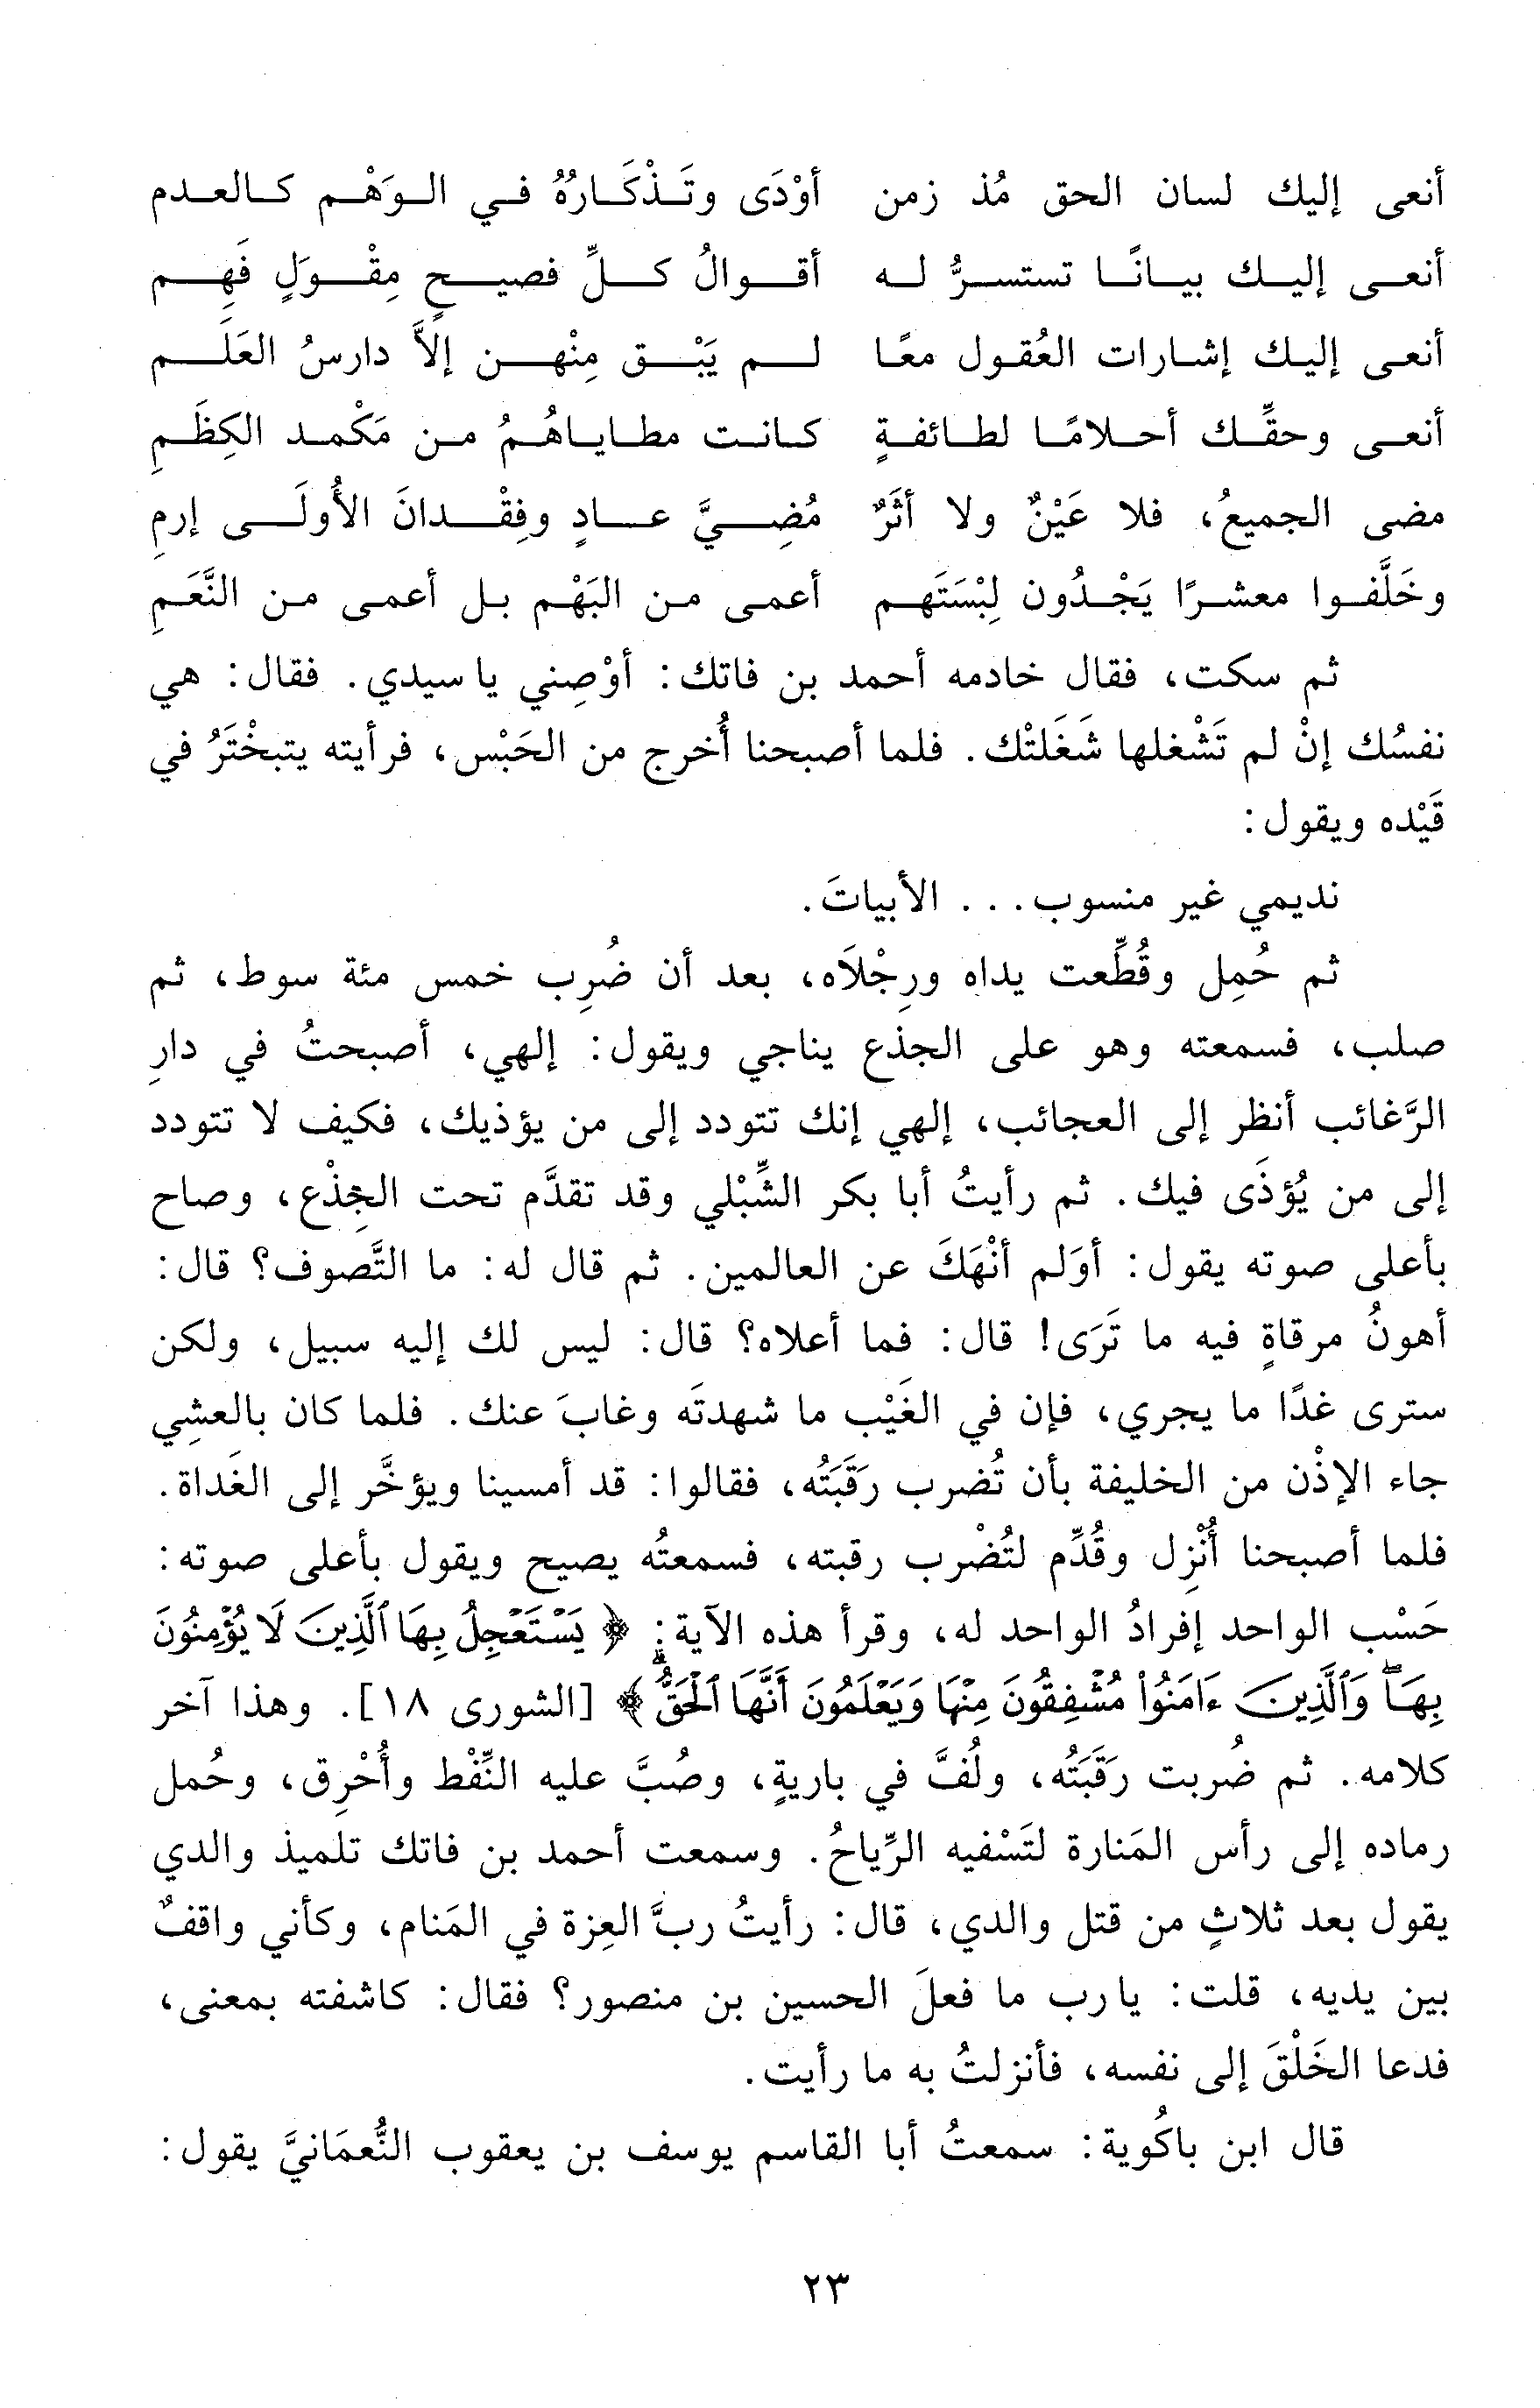 أنعى إليك لسان الحق مُذ زمن أوْدَى وتَذْكَارُهُ في الوَهْم كالعدم
أنعى إليك بيانًا تستسرُّ له أقوالُ كلِّ فصيحٍ مِقْوَلٍ فَهِم
أنعى إليك إشارات العُقول معًا لم يَبْق مِنْهن إلاَّ دارسُ العَلَم
أنعى وحقِّك أحلامًا لطائفةٍ كانت مطاياهُمُ من مَكْمد الكِظَمِ
مضى الجميعُ، فلا عَيْنٌ ولا أثَرٌ مُضِيَّ عادٍ وفِقْدانَ الأُولَى إرمِ
وخَلَّفوا معشرًا يَجْدُون لِبْسَتَهم أعمى من البَهْم بل أعمى من النَّعَمِ
ثم سكت، فقال خادمه أحمد بن فاتك: أوْصِني يا سيدي. فقال: هي
نفسُك إنْ لم تَشْغلها شَغَلتْك. فلما أصبحنا أُخرج من الحَبْس، فرأيته يتبخْتَرُ في
قَيْده ويقول:
نديمي غير منسوب... الأبياتَ.
ثم حُمِل وقُطِّعت يداه ورِجْلاَه، بعد أن ضُرِب خمس مئة سوط، ثم
صلب، فسمعته وهو على الجذع يناجي ويقول: إلهي، أصبحتُ في دارِ
الرَّغائب أنظر إلى العجائب، إلهي إنك تتودد إلى من يؤذيك، فكيف لا تتودد
إلى من يُؤذَى فيك. ثم رأيتُ أبا بكر الشِّبْلي وقد تقدَّم تحت الجِذْع، وصاح
بأعلى صوته يقول: أوَلم أنْهَكَ عن العالمين. ثم قال له: ما التَّصوف؟ قال:
أهونُ مرقاةٍ فيه ما تَرَى! قال: فما أعلاه؟ قال: ليس لك إليه سبيل، ولكن
سترى غدًا ما يجري، فإن في الغَيْب ما شهدتَه وغابَ عنك. فلما كان بالعشِي
جاء الإذْن من الخليفة بأن تُضرب رَقَبَتُه، فقالوا: قد أمسينا ويؤخَّر إلى الغَداة.
فلما أصبحنا أُنْزِل وقُدِّم لتُضْرب رقبته، فسمعتُه يصيح ويقول بأعلى صوته:
حَسْب الواحد إفرادُ الواحد له، وقرأ هذه الآية: ﴿يَسْتَعْجِلُ بِهَا ٱلَّذِينَ لَا يُؤْمِنُونَ
بِهَاۖ وَٱلَّذِينَ ءَامَنُواْ مُشْفِقُونَ مِنْهَا وَيَعْلَمُونَ أَنَّهَا ٱلْحَقُّۗ﴾ [الشورى ١٨]. وهذا آخر
كلامه. ثم ضُربت رَقَبَتُه، ولُفَّ في باريةٍ، وصُبَّ عليه النِّفْط وأُحْرِق، وحُمل
رماده إلى رأس المَنارة لتَسْفيه الرِّياحُ. وسمعت أحمد بن فاتك تلميذ والدي
يقول بعد ثلاثٍ من قتل والدي، قال: رأيتُ ربَّ العِزة في المَنام، وكأني واقفٌ
بين يديه، قلت: يا رب ما فعلَ الحسين بن منصور؟ فقال: كاشفته بمعنى،
فدعا الخَلْقَ إلى نفسه، فأنزلتُ به ما رأيت.
قال ابن باكُوية: سمعتُ أبا القاسم يوسف بن يعقوب النُّعمَانيَّ يقول:
٢٣